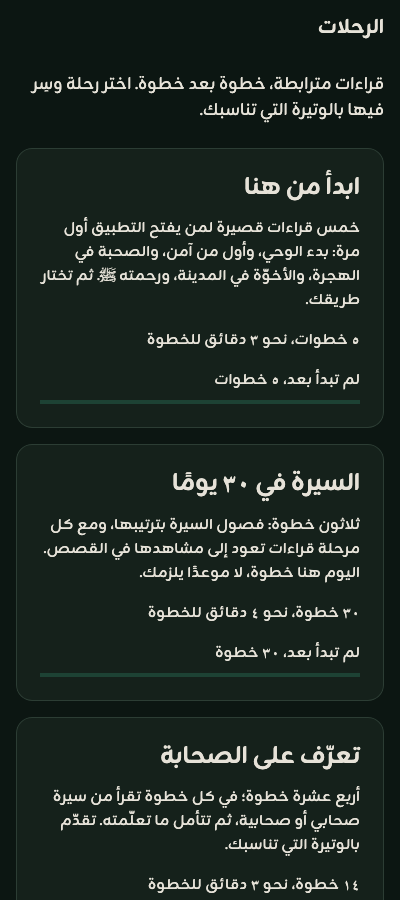 الرحلات
قراءات مترابطة، خطوة بعد خطوة. اختر رحلة وسِر
فيها بالوتيرة التي تناسبك.
ابدأ من هنا
خمس قراءات قصيرة لمن يفتح التطبيق أول
مرة: بدء الوحي، وأول من آمن، والصحبة في
الهجرة، والأخوّة في المدينة، ورحمته ﷺ. ثم تختار
طريقك.
٥ خطوات، نحو ٣ دقائق للخطوة
لم تبدأ بعد، ٥ خطوات
السيرة في ٣٠ يومًا
ثلاثون خطوة: فصول السيرة بترتيبها، ومع كل
مرحلة قراءات تعود إلى مشاهدها في القصص.
اليوم هنا خطوة، لا موعدًا يلزمك.
٣٠ خطوة، نحو ٤ دقائق للخطوة
لم تبدأ بعد، ٣٠ خطوة
تعرّف على الصحابة
أربع عشرة خطوة؛ في كل خطوة تقرأ من سيرة
صحابي أو صحابية، ثم تتأمل ما تعلّمته. تقدّم
بالوتيرة التي تناسبك.
١٤ خطوة، نحو ٣ دقائق للخطوة